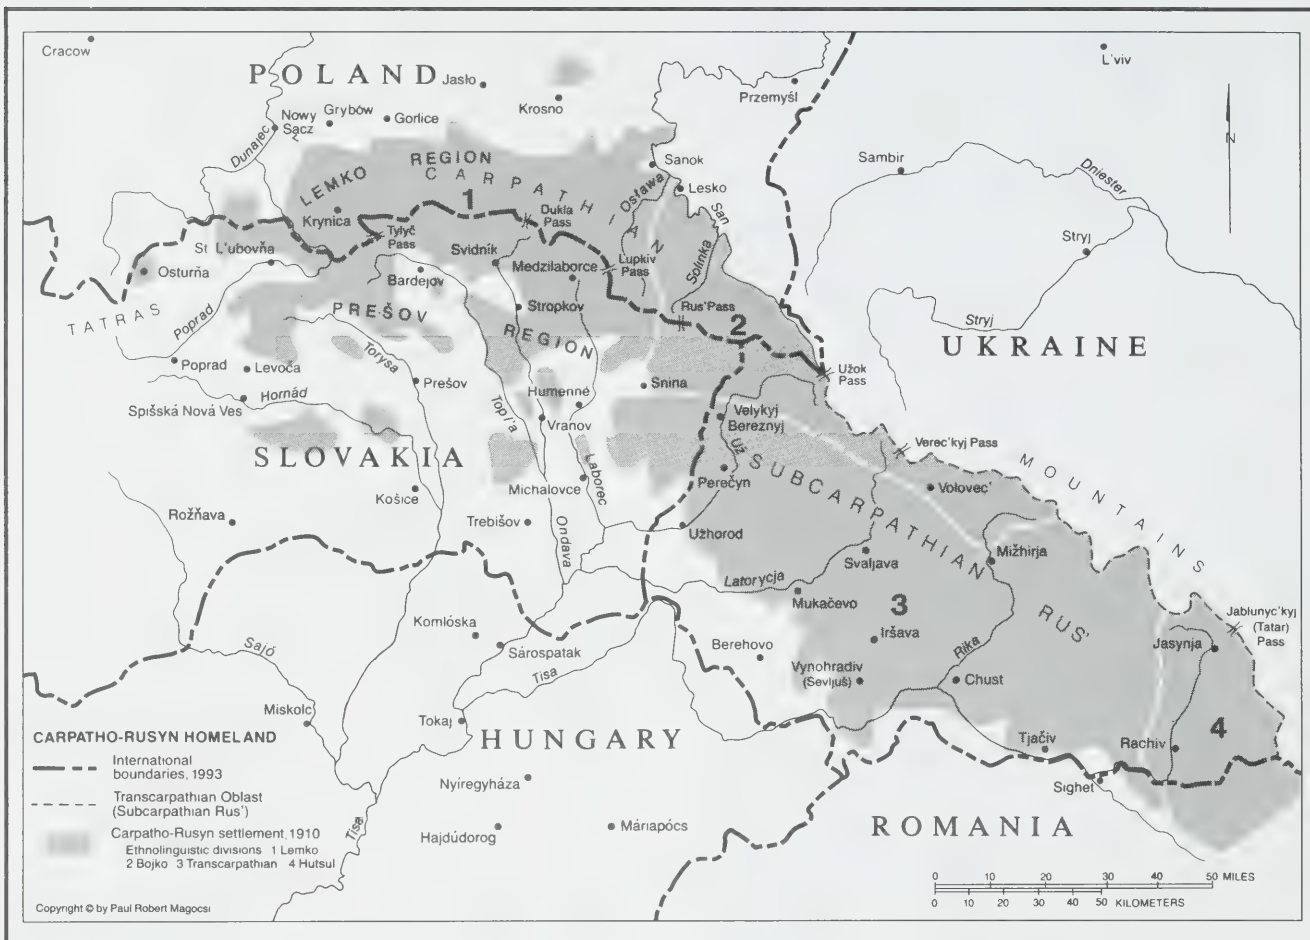 Cracow
POLAND
Jasło
L'viv
Przemyśl
Krosno
Nowy
Sącz
Grybów
Gorlice
Dunajec
Sambir
Dniester
N
Sanok
Lesko
Osława
San
Solinka
LEMKO
REGION
CARPATHIAN
1
Krynica
Dukla
Pass
Tylyč
Pass
Stryj
St L'ubovňa
Osturňa
Svidník
Medzilaborce
Łupkiv
Pass
Bardejov
Stropkov
Rus' Pass
2
Stryj
UKRAINE
TATRAS
Poprad
PREŠOV
REGION
Poprad
Levoča
Torysa
Prešov
Užok
Pass
Snina
Humenné
Spišská Nová Ves
Hornád
Topl'a
Vranov
Velykyj
Bereznyj
Už
Verec'kyj Pass
SLOVAKIA
Laborec
Perečyn
SUBCARPATHIAN
RUS'
Volovec'
MOUNTAINS
Košice
Michalovce
Rožňava
Trebišov
Ondava
Užhorod
Svaljava
Mižhirja
Latorycja
Mukačevo
3
Iršava
Rika
Jablunyc'kyj
(Tatar)
Pass
Jasynja
Komlóska
Sárospatak
Berehovo
Sajó
Tisa
Vynohradiv
(Sevljuš)
Chust
Miskolc
Tokaj
HUNGARY
Tjačiv
Rachiv
4
Sighet
Nyíregyháza
Tisa
Hajdúdorog
Máriapócs
ROMANIA
CARPATHO-RUSYN HOMELAND
International
boundaries, 1993
Transcarpathian Oblast
(Subcarpathian Rus')
Carpatho-Rusyn settlement, 1910
Ethnolinguistic divisions 1 Lemko
2 Bojko 3 Transcarpathian 4 Hutsul
0 10 20 30 40 50 MILES
0 10 20 30 40 50 KILOMETERS
Copyright © by Paul Robert Magocsi